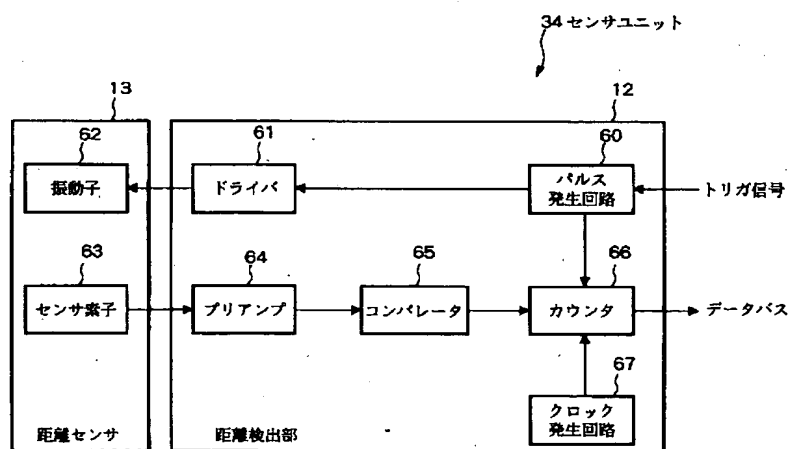 34 センサユニット
13
12
62
61
60
振動子
ドライバ
パルス
発生回路
トリガ信号
63
64
65
66
センサ素子
プリアンプ
コンパレータ
カウンタ
データバス
67
クロック
発生回路
距離センサ
距離検出部